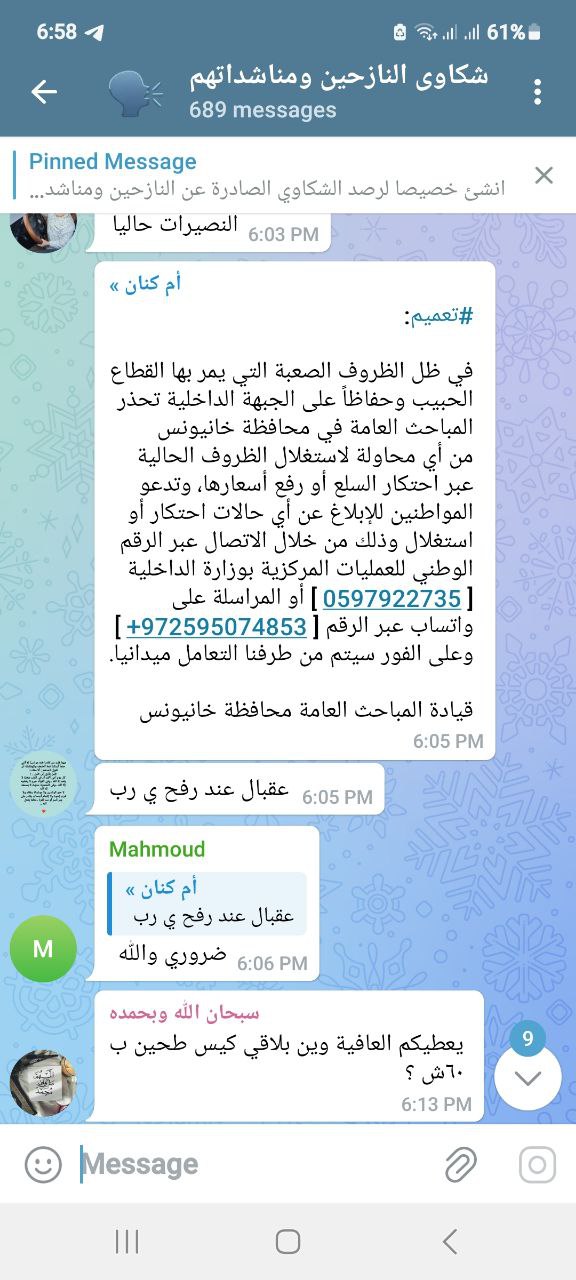 6:58
61%
شكاوى النازحين ومناشداتهم
689 messages
Pinned Message
انشئ خصيصا لرصد الشكاوي الصادرة عن النازحين ومناشد...
النصيرات حاليا
6:03 PM
أم كنان »
#تعميم:
في ظل الظروف الصعبة التي يمر بها القطاع
الحبيب وحفاظاً على الجبهة الداخلية تحذر
المباحث العامة في محافظة خانيونس
من أي محاولة لاستغلال الظروف الحالية
عبر احتكار السلع أو رفع أسعارها، وتدعو
المواطنين للإبلاغ عن أي حالات احتكار أو
استغلال وذلك من خلال الاتصال عبر الرقم
الوطني للعمليات المركزية بوزارة الداخلية
[ 0597922735 ] أو المراسلة على
واتساب عبر الرقم [ +972595074853 ]
وعلى الفور سيتم من طرفنا التعامل ميدانيا.
قيادة المباحث العامة محافظة خانيونس
6:05 PM
عقبال عند رفح ي رب
6:05 PM
Mahmoud
أم كنان »
عقبال عند رفح ي رب
M
ضروري والله
6:06 PM
سبحان الله وبحمده
يعطيكم العافية وين بلاقي كيس طحين ب
٦٠ش ؟
6:13 PM
9
Message